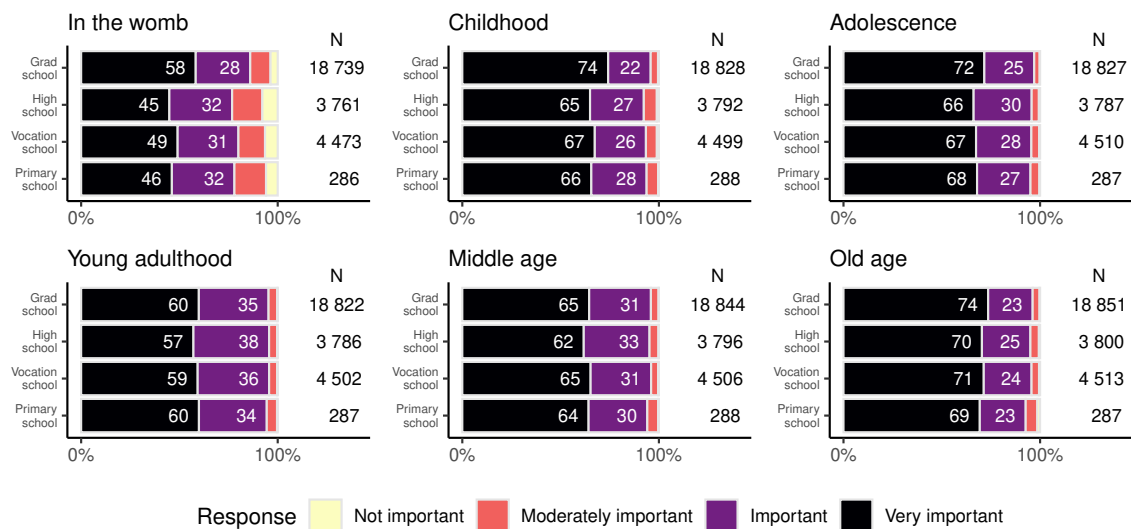 In the womb
N
Grad
school
58 28
18 739
High
school
45 32
3 761
Vocation
school
49 31
4 473
Primary
school
46 32
286
0% 100%
Childhood
N
Grad
school
74 22
18 828
High
school
65 27
3 792
Vocation
school
67 26
4 499
Primary
school
66 28
288
0% 100%
Adolescence
N
Grad
school
72 25
18 827
High
school
66 30
3 787
Vocation
school
67 28
4 510
Primary
school
68 27
287
0% 100%
Young adulthood
N
Grad
school
60 35
18 822
High
school
57 38
3 786
Vocation
school
59 36
4 502
Primary
school
60 34
287
0% 100%
Middle age
N
Grad
school
65 31
18 844
High
school
62 33
3 796
Vocation
school
65 31
4 506
Primary
school
64 30
288
0% 100%
Old age
N
Grad
school
74 23
18 851
High
school
70 25
3 800
Vocation
school
71 24
4 513
Primary
school
69 23
287
0% 100%
Response Not important Moderately important Important Very important